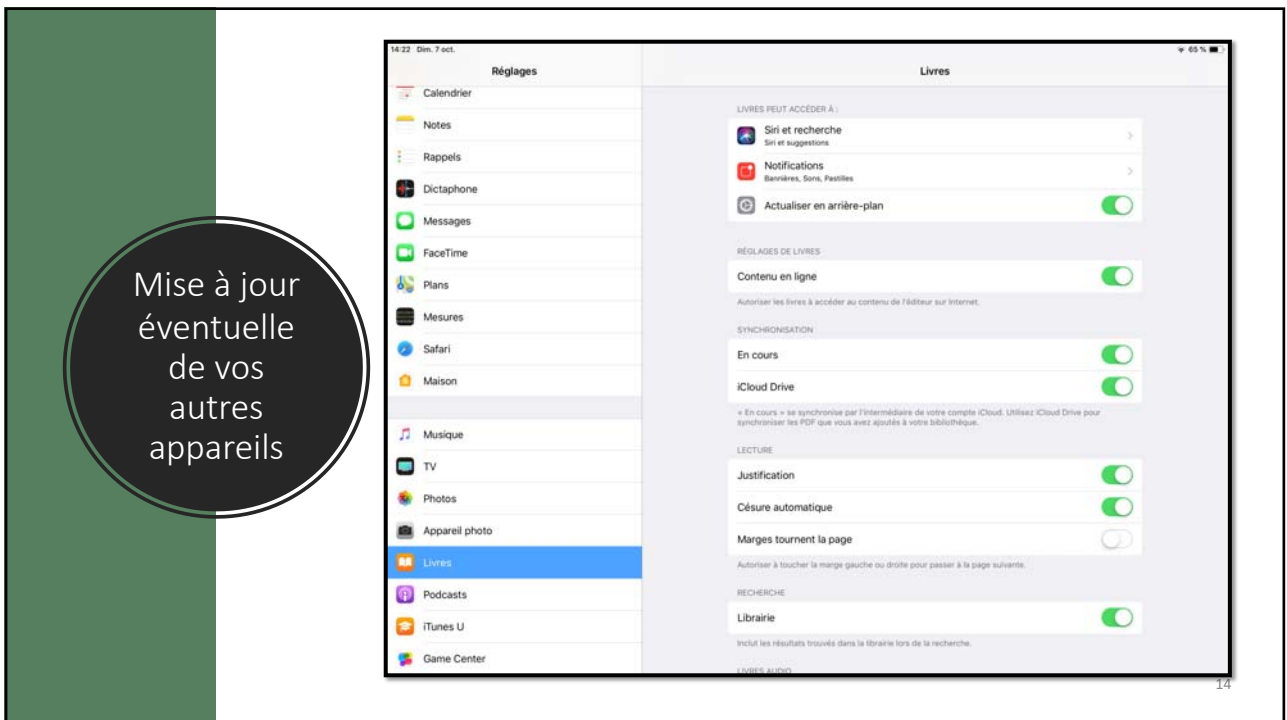 Mise à jour
éventuelle
de vos
autres
appareils
14:22 Dim. 7 oct.
65 %
Réglages
Calendrier
Notes
Rappels
Dictaphone
Messages
FaceTime
Plans
Mesures
Safari
Maison
Musique
TV
Photos
Appareil photo
Livres
Podcasts
iTunes U
Game Center
Livres
LIVRES PEUT ACCÉDER À :
Siri et recherche
Siri et suggestions
Notifications
Bannières, Sons, Pastilles
Actualiser en arrière-plan
RÉGLAGES DE LIVRES
Contenu en ligne
Autoriser les livres à accéder au contenu de l'éditeur sur Internet.
SYNCHRONISATION
En cours
iCloud Drive
« En cours » se synchronise par l'intermédiaire de votre compte iCloud. Utilisez iCloud Drive pour
synchroniser les PDF que vous avez ajoutés à votre bibliothèque.
LECTURE
Justification
Césure automatique
Marges tournent la page
Autoriser à toucher la marge gauche ou droite pour passer à la page suivante.
RECHERCHE
Librairie
Inclut les résultats trouvés dans la librairie lors de la recherche.
LIVRES AUDIO
14